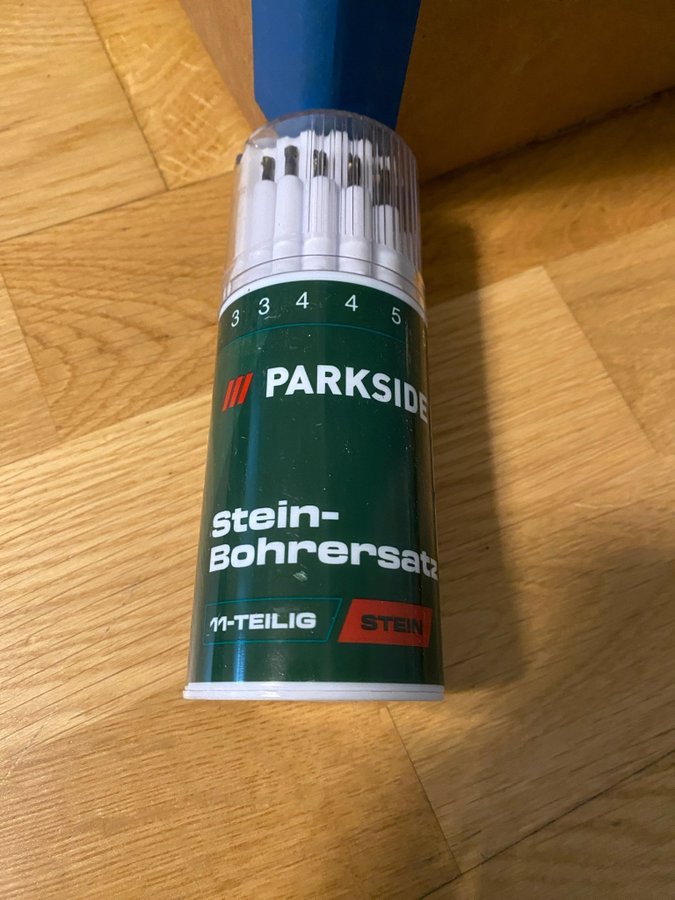 3 3 4 4 5
PARKSIDE
Stein-
Bohrersatz
11-TEILIG STEIN